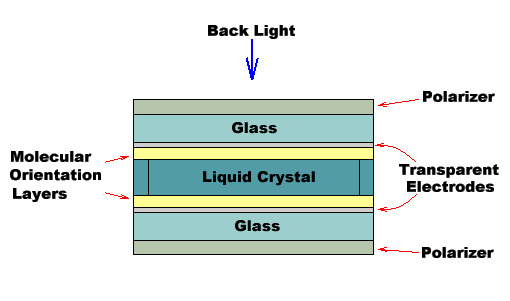 Back Light
Polarizer
Glass
Molecular
Orientation
Layers
Liquid Crystal
Transparent
Electrodes
Glass
Polarizer